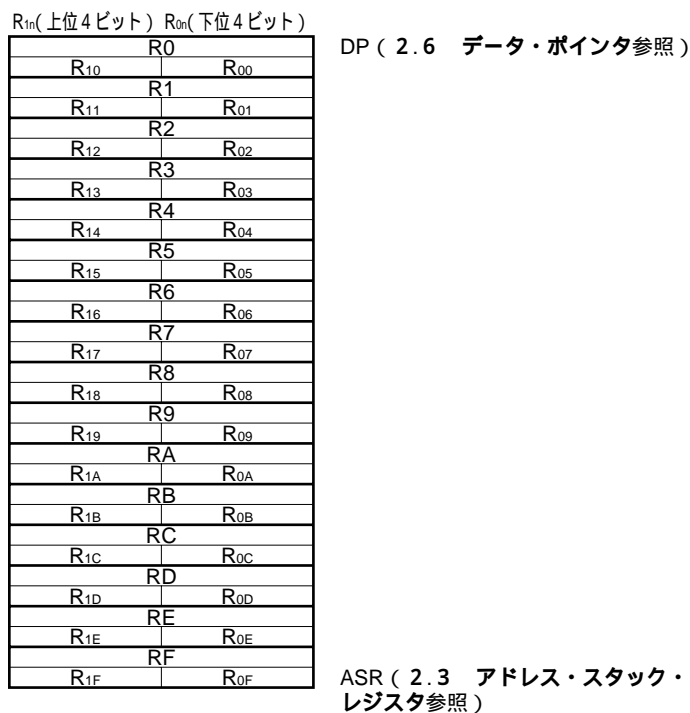 R1n(上位4ビット) R0n(下位4ビット)
R0
DP(2.6 データ・ポインタ参照)
R10 R00
R1
R11 R01
R2
R12 R02
R3
R13 R03
R4
R14 R04
R5
R15 R05
R6
R16 R06
R7
R17 R07
R8
R18 R08
R9
R19 R09
RA
R1A R0A
RB
R1B R0B
RC
R1C R0C
RD
R1D R0D
RE
R1E R0E
RF
R1F R0F
ASR(2.3 アドレス・スタック・
レジスタ参照)